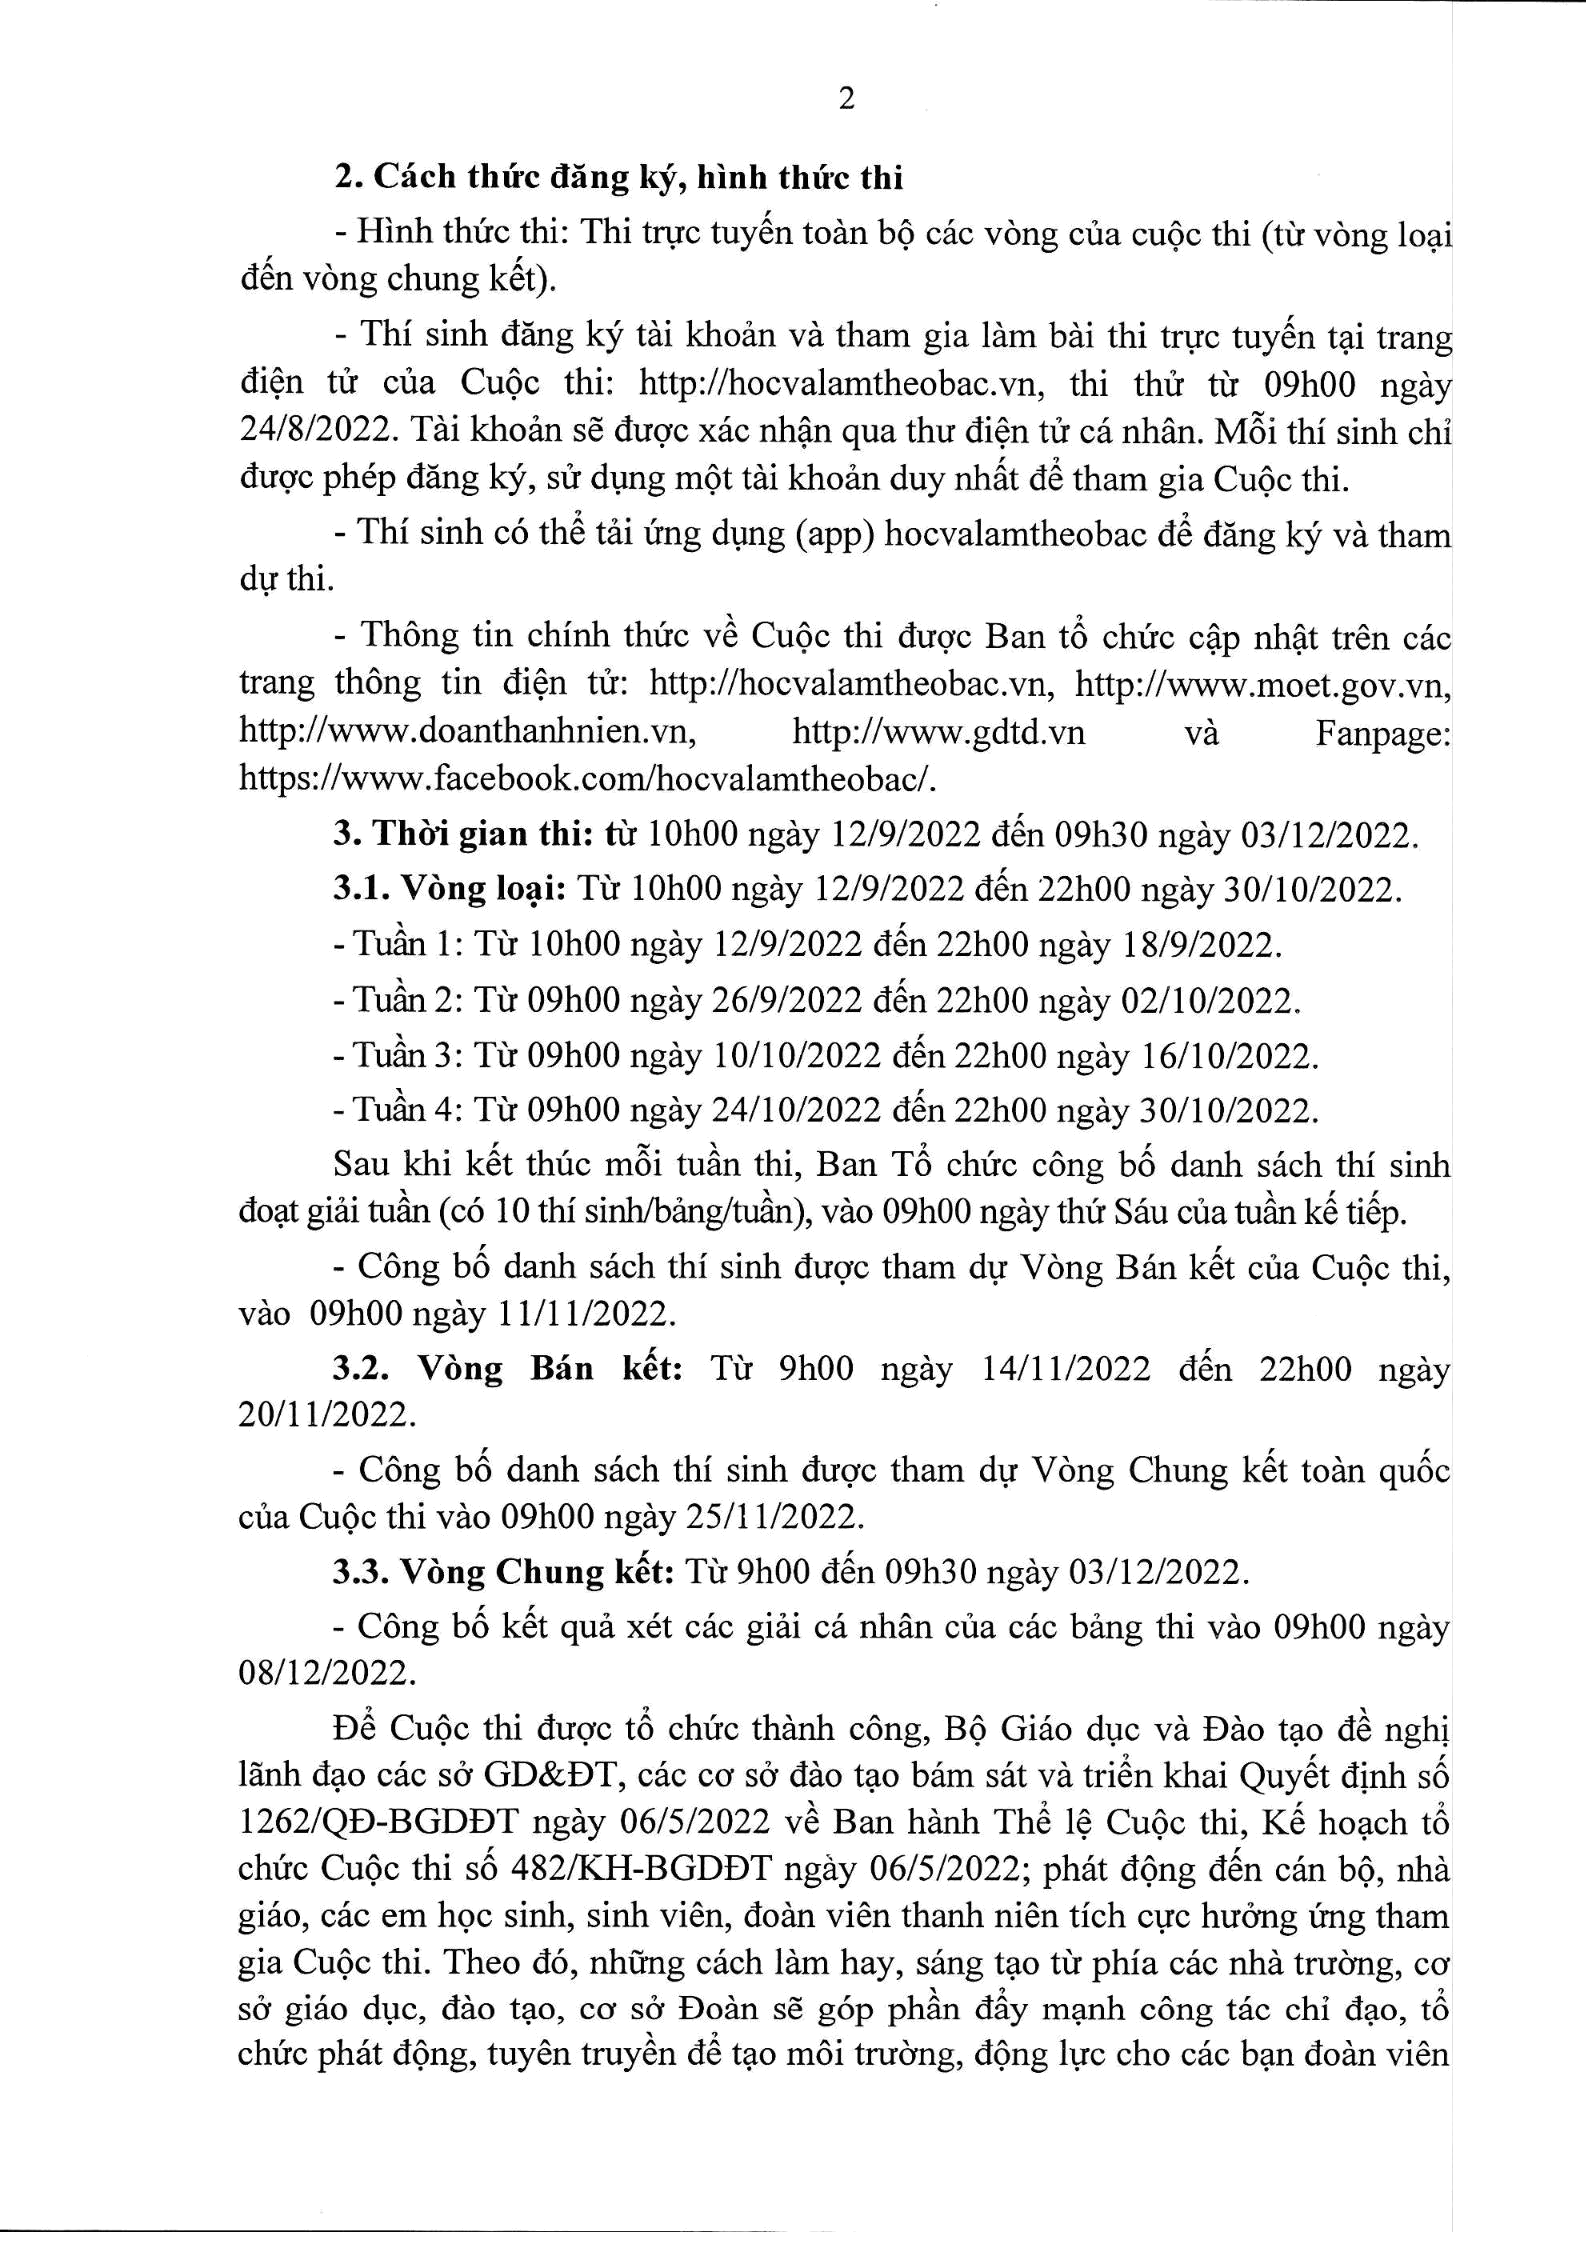 2
2. Cách thức đăng ký, hình thức thi
- Hình thức thi: Thi trực tuyến toàn bộ các vòng của cuộc thi (từ vòng loại
đến vòng chung kết).
- Thí sinh đăng ký tài khoản và tham gia làm bài thi trực tuyến tại trang
điện tử của Cuộc thi: http://hocvalamtheobac.vn, thi thử từ 09h00 ngày
24/8/2022. Tài khoản sẽ được xác nhận qua thư điện tử cá nhân. Mỗi thí sinh chỉ
được phép đăng ký, sử dụng một tài khoản duy nhất để tham gia Cuộc thi.
- Thí sinh có thể tải ứng dụng (app) hocvalamtheobac để đăng ký và tham
dự thi.
- Thông tin chính thức về Cuộc thi được Ban tổ chức cập nhật trên các
trang thông tin điện tử: http://hocvalamtheobac.vn, http://www.moet.gov.vn,
http://www.doanthanhnien.vn, http://www.gdtd.vn và Fanpage:
https://www.facebook.com/hocvalamtheobac/.
3. Thời gian thi: từ 10h00 ngày 12/9/2022 đến 09h30 ngày 03/12/2022.
3.1. Vòng loại: Từ 10h00 ngày 12/9/2022 đến 22h00 ngày 30/10/2022.
- Tuần 1: Từ 10h00 ngày 12/9/2022 đến 22h00 ngày 18/9/2022.
- Tuần 2: Từ 09h00 ngày 26/9/2022 đến 22h00 ngày 02/10/2022.
- Tuần 3: Từ 09h00 ngày 10/10/2022 đến 22h00 ngày 16/10/2022.
- Tuần 4: Từ 09h00 ngày 24/10/2022 đến 22h00 ngày 30/10/2022.
Sau khi kết thúc mỗi tuần thi, Ban Tổ chức công bố danh sách thí sinh
đoạt giải tuần (có 10 thí sinh/bảng/tuần), vào 09h00 ngày thứ Sáu của tuần kế tiếp.
- Công bố danh sách thí sinh được tham dự Vòng Bán kết của Cuộc thi,
vào 09h00 ngày 11/11/2022.
3.2. Vòng Bán kết: Từ 9h00 ngày 14/11/2022 đến 22h00 ngày
20/11/2022.
- Công bố danh sách thí sinh được tham dự Vòng Chung kết toàn quốc
của Cuộc thi vào 09h00 ngày 25/11/2022.
3.3. Vòng Chung kết: Từ 9h00 đến 09h30 ngày 03/12/2022.
- Công bố kết quả xét các giải cá nhân của các bảng thi vào 09h00 ngày
08/12/2022.
Để Cuộc thi được tổ chức thành công, Bộ Giáo dục và Đào tạo đề nghị
lãnh đạo các sở GD&ĐT, các cơ sở đào tạo bám sát và triển khai Quyết định số
1262/QĐ-BGDĐT ngày 06/5/2022 về Ban hành Thể lệ Cuộc thi, Kế hoạch tổ
chức Cuộc thi số 482/KH-BGDĐT ngày 06/5/2022; phát động đến cán bộ, nhà
giáo, các em học sinh, sinh viên, đoàn viên thanh niên tích cực hưởng ứng tham
gia Cuộc thi. Theo đó, những cách làm hay, sáng tạo từ phía các nhà trường, cơ
sở giáo dục, đào tạo, cơ sở Đoàn sẽ góp phần đẩy mạnh công tác chỉ đạo, tổ
chức phát động, tuyên truyền để tạo môi trường, động lực cho các bạn đoàn viên